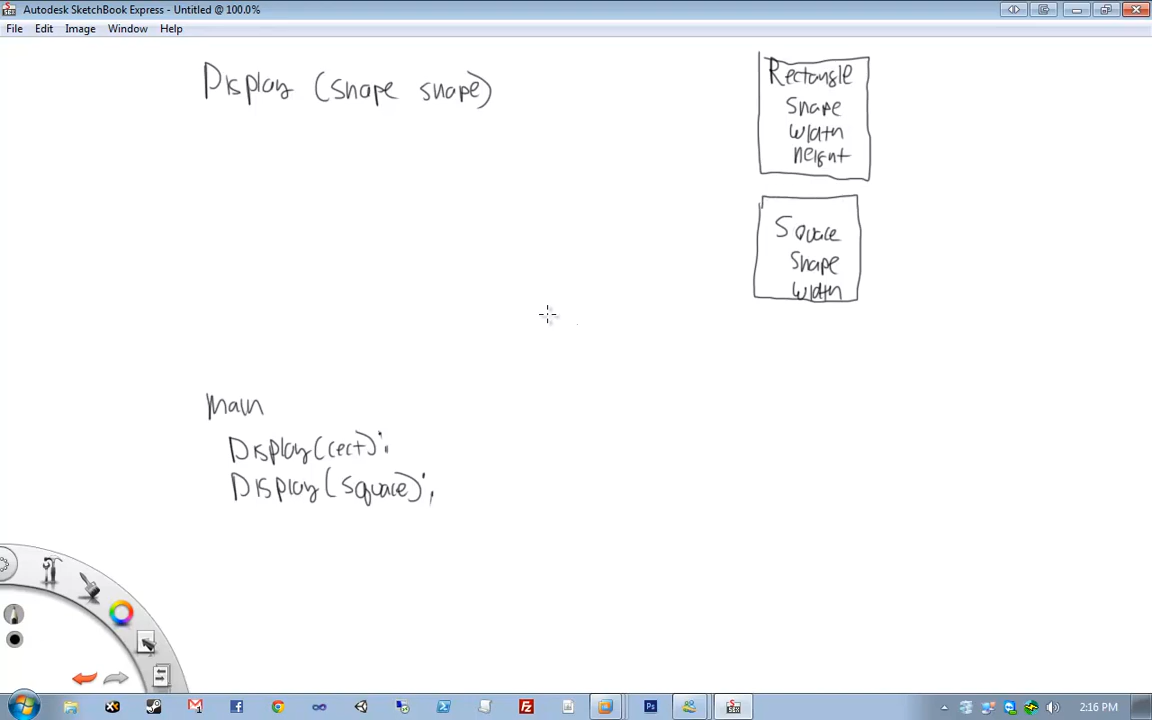 Autodesk SketchBook Express - Untitled @ 100.0%
File Edit Image Window Help
Display (shape shape)
Rectangle
Shape
width
height
Square
Shape
width
main
Display(rect);
Display(square);
2:16 PM